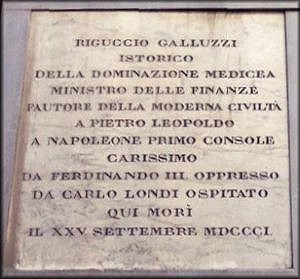 RIGUCCIO GALLUZZI
ISTORICO
DELLA DOMINAZIONE MEDICEA
MINISTRO DELLE FINANZE
FAUTORE DELLA MODERNA CIVILTÀ
A PIETRO LEOPOLDO
A NAPOLEONE PRIMO CONSOLE
CARISSIMO
DA FERDINANDO III. OPPRESSO
DA CARLO LONDI OSPITATO
QUI MORÌ
IL XXV SETTEMBRE MDCCCI